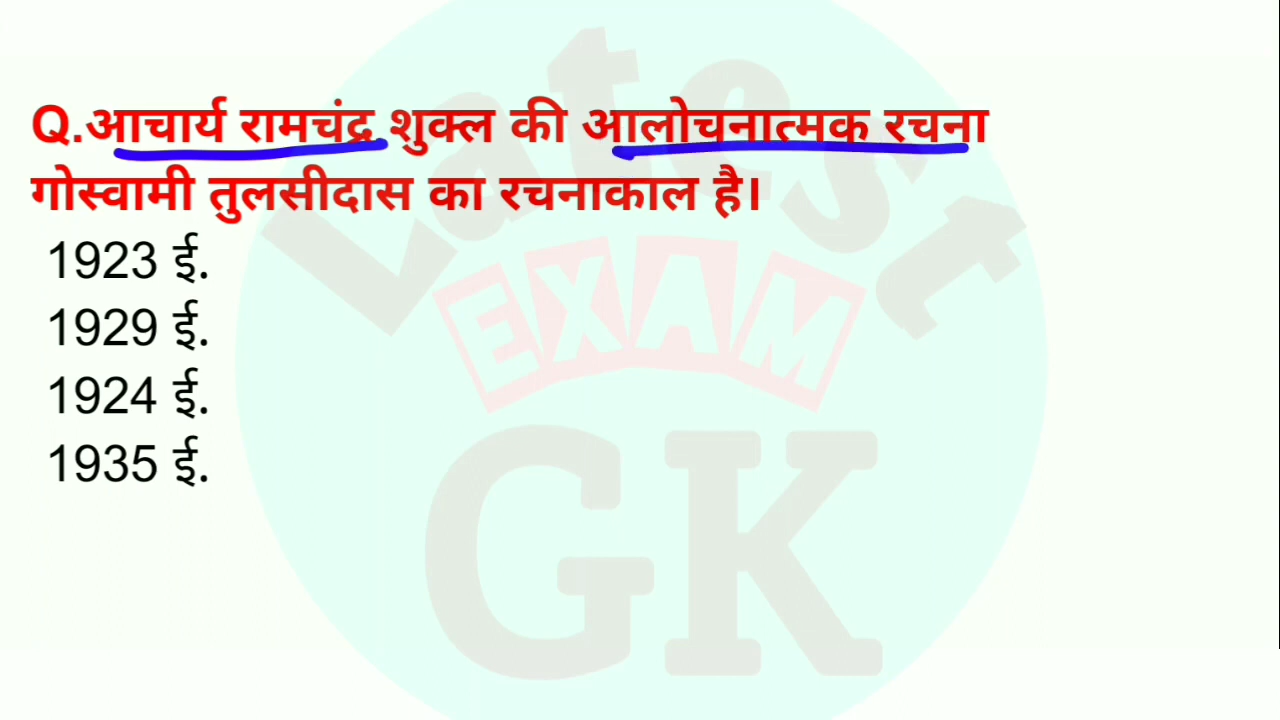 Q.आचार्य रामचंद्र शुक्ल की आलोचनात्मक रचना
गोस्वामी तुलसीदास का रचनाकाल है।
1923 ई.
1929 ई.
1924 ई.
1935 ई.
Latest
EXAM
GK